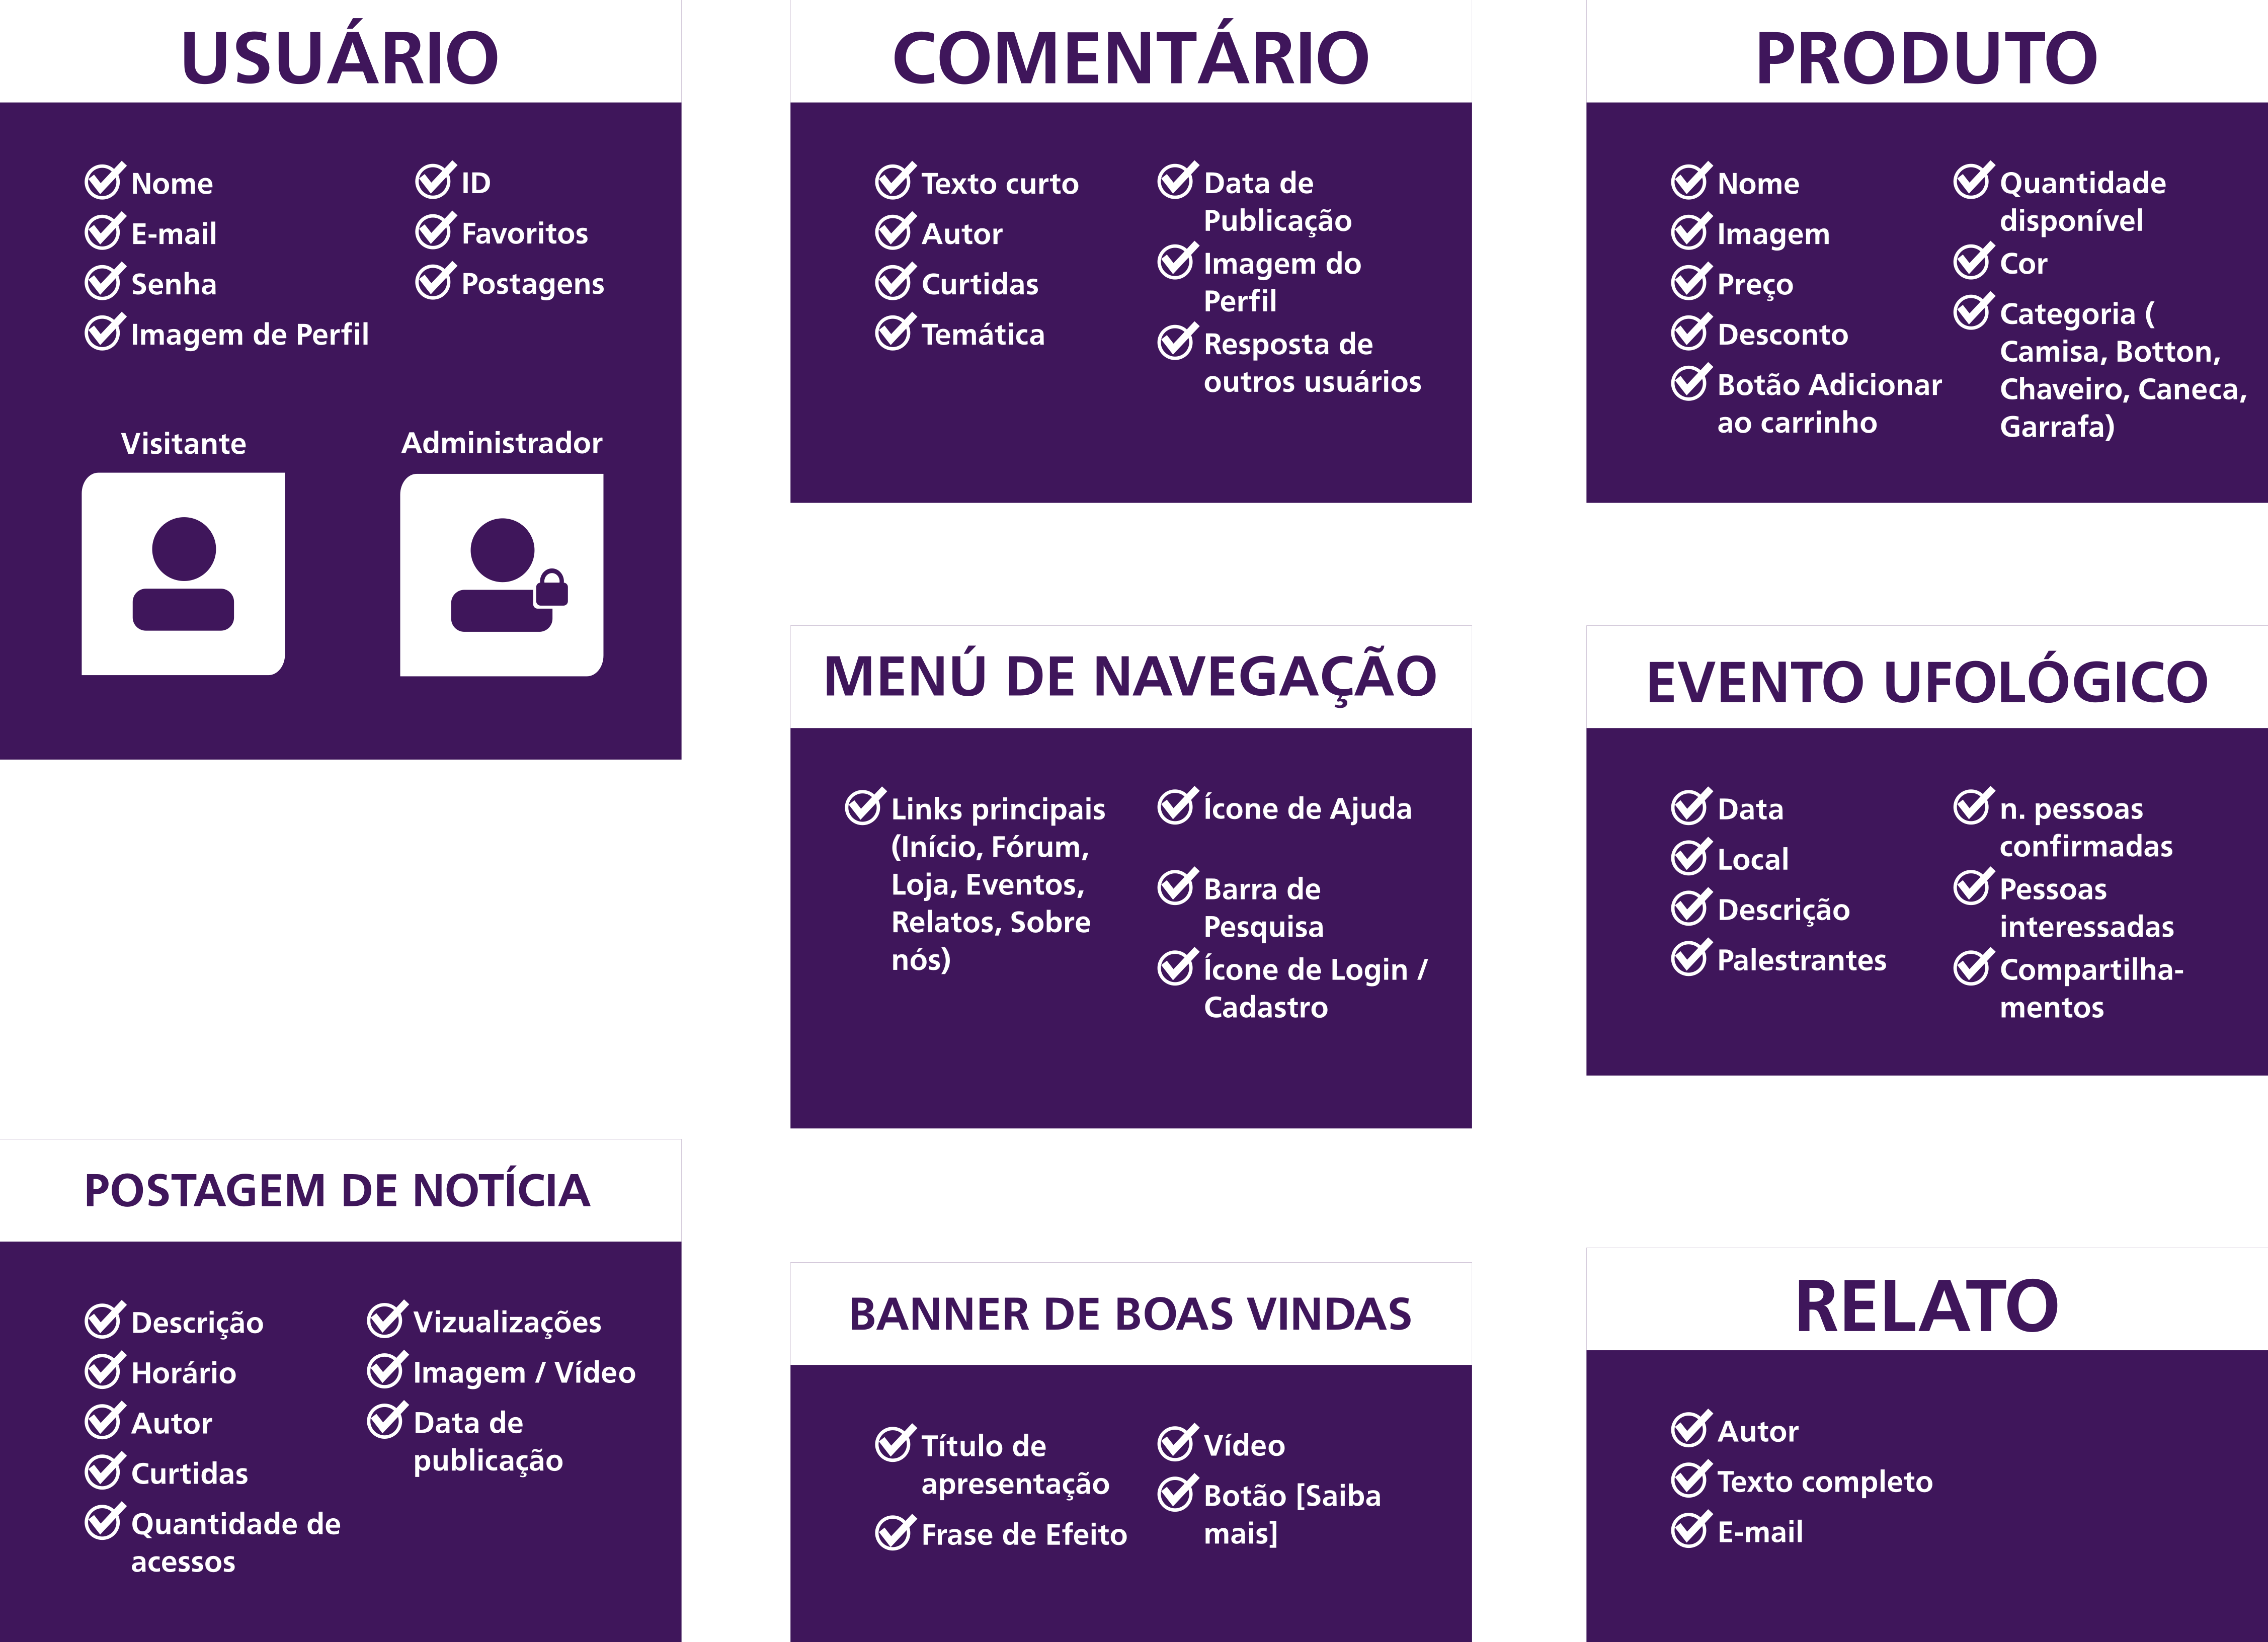 USUÁRIO
Nome
E-mail
Senha
Imagem de Perfil
ID
Favoritos
Postagens
Visitante
Administrador
COMENTÁRIO
Texto curto
Autor
Curtidas
Temática
Data de
Publicação
Imagem do
Perfil
Resposta de
outros usuários
PRODUTO
Nome
Imagem
Preço
Desconto
Botão Adicionar
ao carrinho
Quantidade
disponível
Cor
Categoria (
Camisa, Botton,
Chaveiro, Caneca,
Garrafa)
MENÚ DE NAVEGAÇÃO
Links principais
(Início, Fórum,
Loja, Eventos,
Relatos, Sobre
nós)
Ícone de Ajuda
Barra de
Pesquisa
Ícone de Login /
Cadastro
EVENTO UFOLÓGICO
Data
Local
Descrição
Palestrantes
n. pessoas
confirmadas
Pessoas
interessadas
Compartilha-
mentos
POSTAGEM DE NOTÍCIA
Descrição
Horário
Autor
Curtidas
Quantidade de
acessos
Vizualizações
Imagem / Vídeo
Data de
publicação
BANNER DE BOAS VINDAS
Título de
apresentação
Frase de Efeito
Vídeo
Botão [Saiba
mais]
RELATO
Autor
Texto completo
E-mail